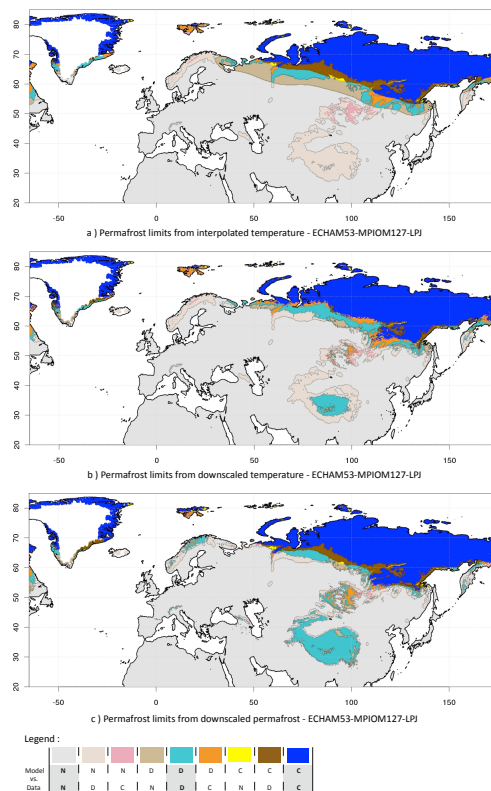 80
70
60
50
40
30
20
-50 0 50 100 150
a ) Permafrost limits from interpolated temperature - ECHAM53-MPIOM127-LPJ
80
70
60
50
40
30
20
-50 0 50 100 150
b ) Permafrost limits from downscaled temperature - ECHAM53-MPIOM127-LPJ
80
70
60
50
40
30
20
-50 0 50 100 150
c ) Permafrost limits from downscaled permafrost - ECHAM53-MPIOM127-LPJ
Legend :
Model N N N D D D C C C
vs.
Data N D C N D C N D C